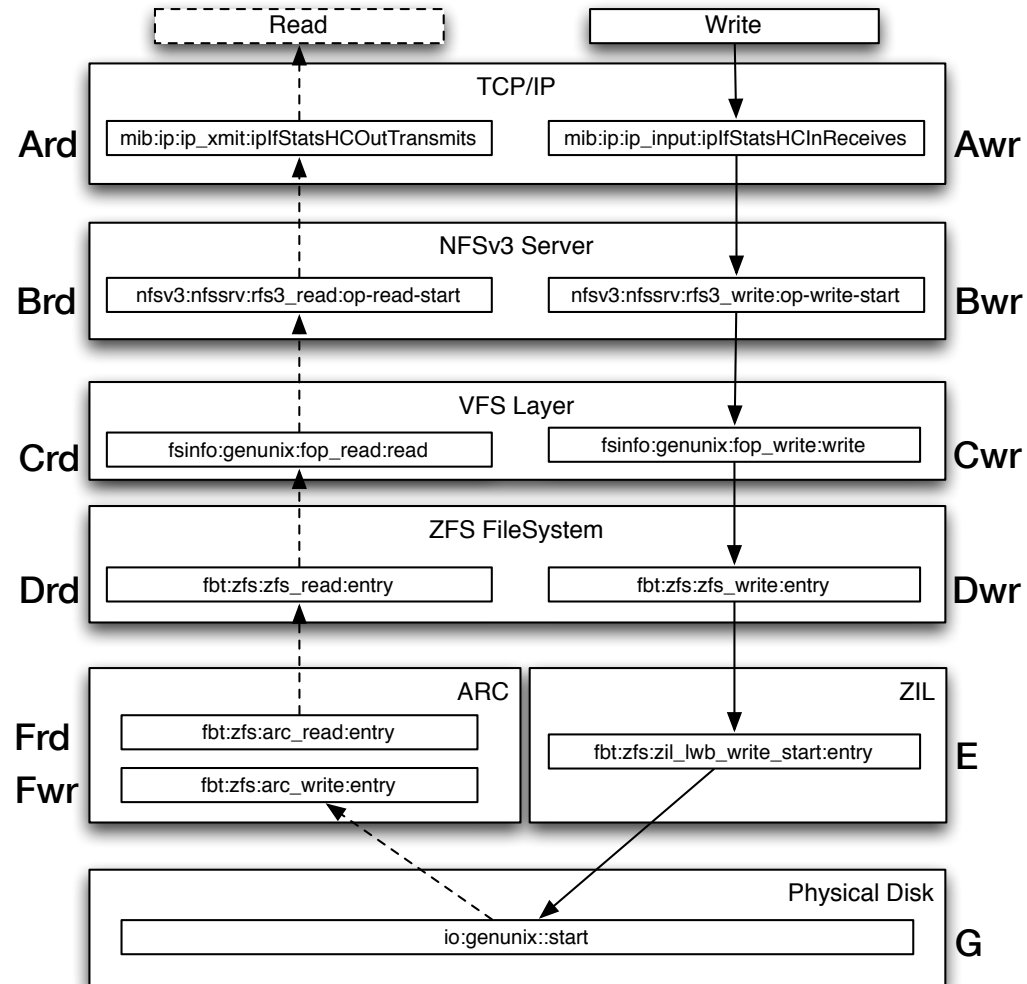 Read
Write
TCP/IP
Ard
mib:ip:ip_xmit:ipIfStatsHCOutTransmits
mib:ip:ip_input:ipIfStatsHCInReceives
Awr
NFSv3 Server
Brd
nfsv3:nfssrv:rfs3_read:op-read-start
nfsv3:nfssrv:rfs3_write:op-write-start
Bwr
VFS Layer
Crd
fsinfo:genunix:fop_read:read
fsinfo:genunix:fop_write:write
Cwr
ZFS FileSystem
Drd
fbt:zfs:zfs_read:entry
fbt:zfs:zfs_write:entry
Dwr
ARC
ZIL
Frd
fbt:zfs:arc_read:entry
fbt:zfs:zil_lwb_write_start:entry
E
Fwr
fbt:zfs:arc_write:entry
Physical Disk
io:genunix::start
G